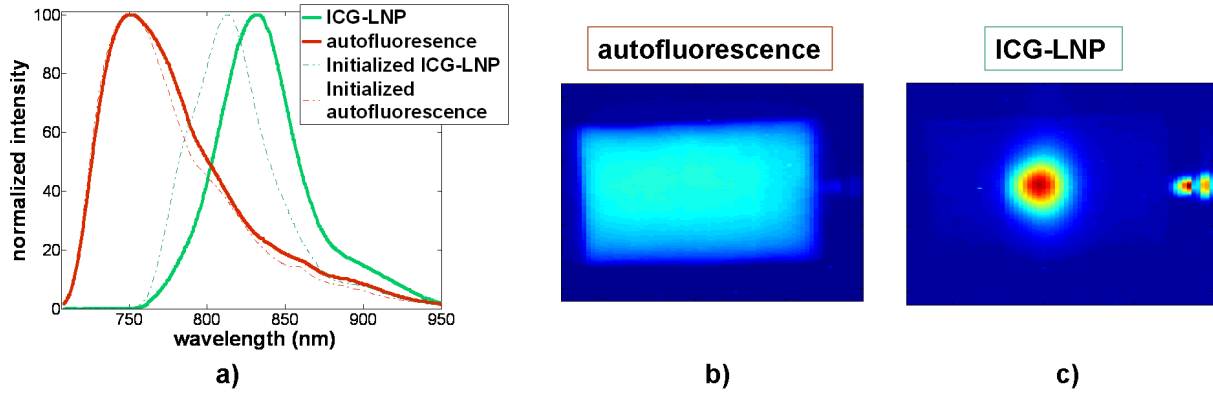 100
80
60
40
20
0
normalized intensity
750
800
850
900
950
wavelength (nm)
ICG-LNP
autofluoresence
Initialized ICG-LNP
Initialized
autofluorescence
a)
autofluorescence
b)
ICG-LNP
c)